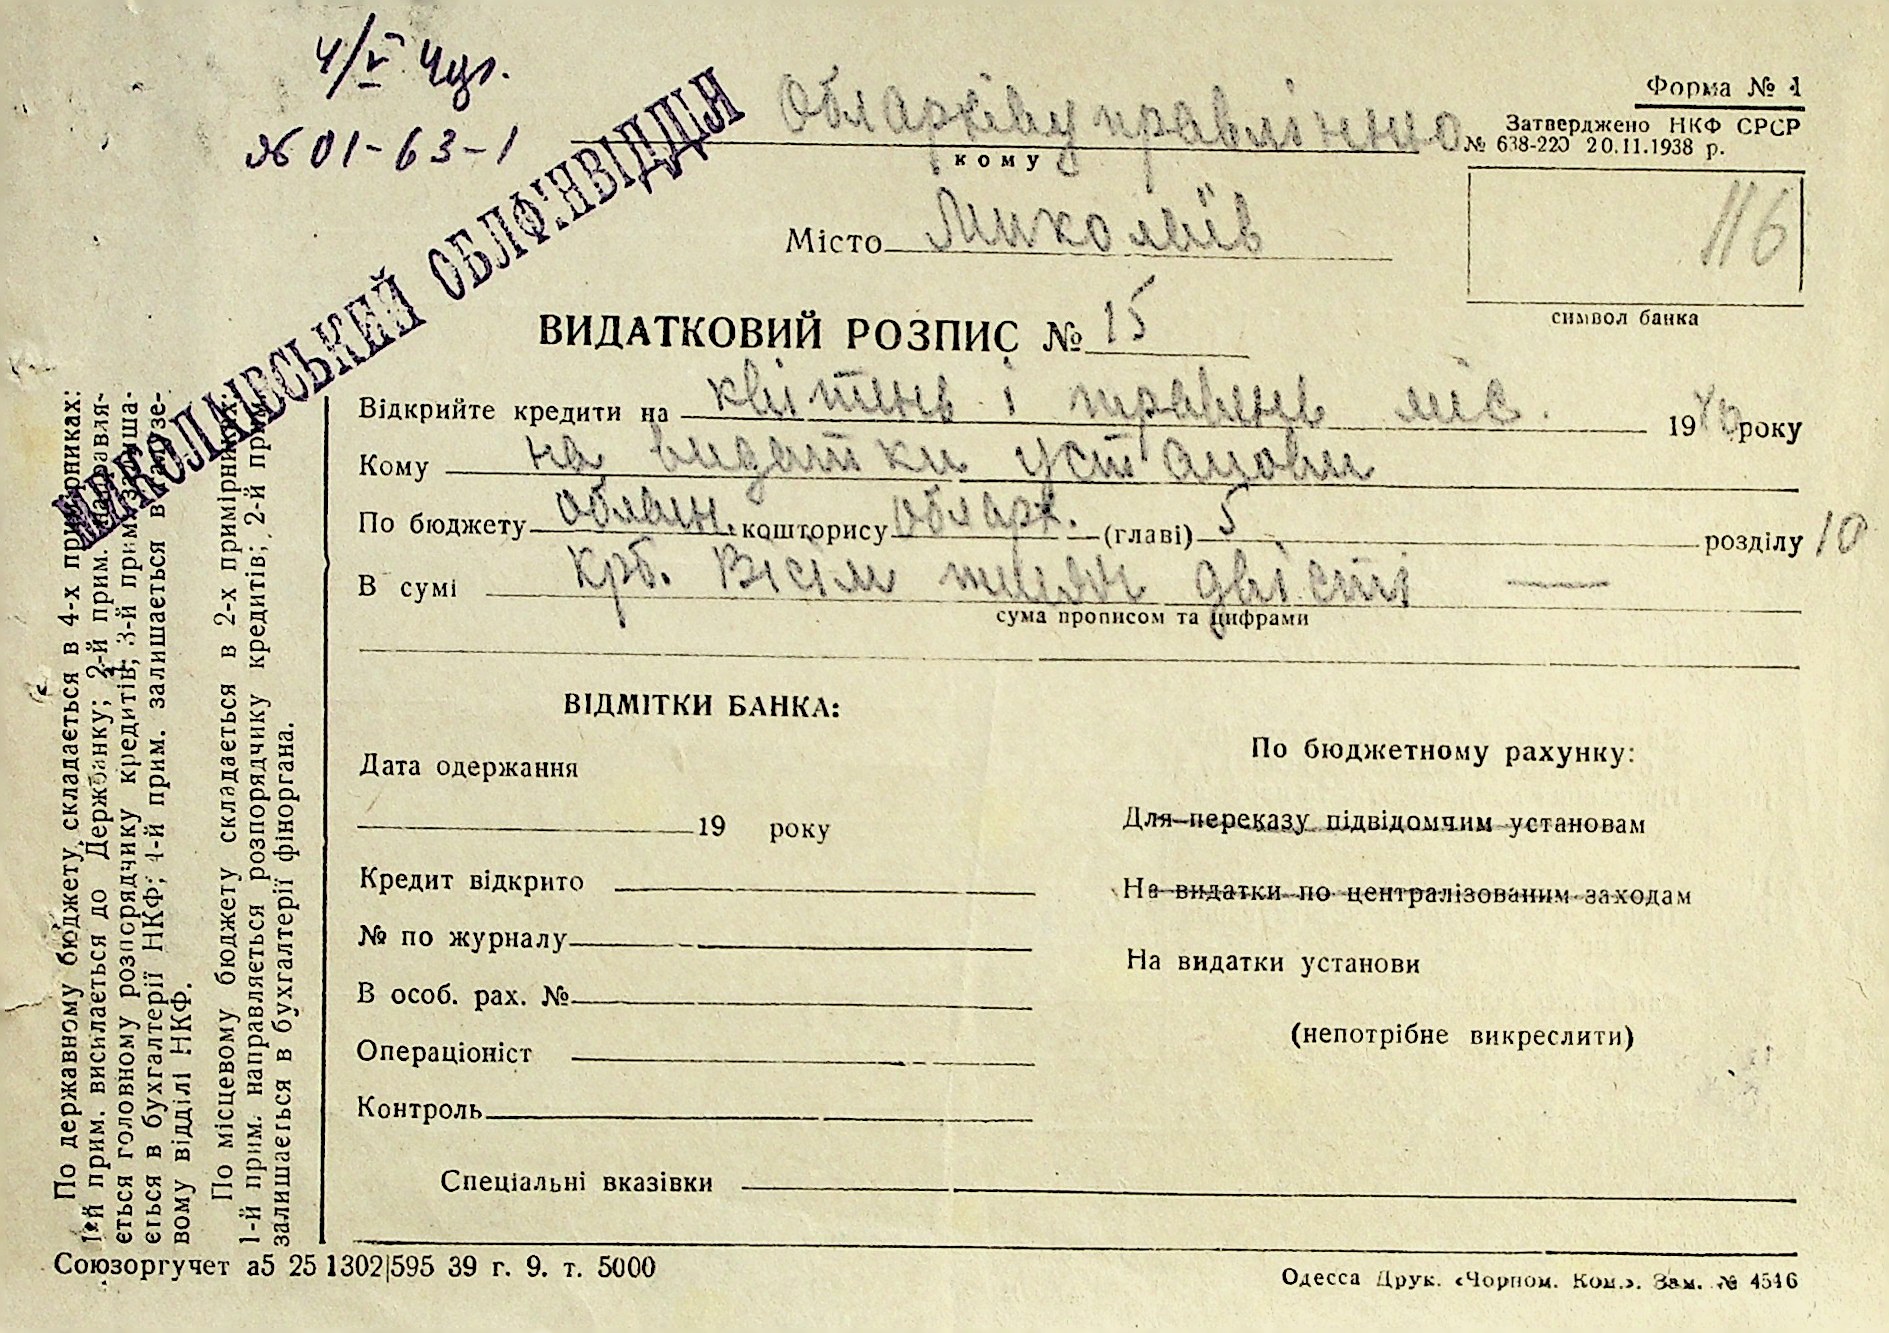 4/V 40р.
№01-63-1
МИКОЛАЇВСЬКИЙ ОБЛФІНВІДДІЛ
Облархівуправлінню
кому
Форма № 1
Затверджено НКФ СРСР
№ 638-220 20.11.1938 р.
Місто Миколаїв
116
символ банка
ВИДАТКОВИЙ РОЗПИС № 15
Відкрийте кредити на квітень і травень міс. 1940 року
Кому на видатки установи
По бюджету облан. кошторису обларх. (главі) 5 розділу 10
В сумі крб. Вісім тисяч двісті —
сума прописом та цифрами
ВІДМІТКИ БАНКА:
Дата одержання
19 року
Кредит відкрито
№ по журналу
В особ. рах. №
Операціоніст
Контроль
По бюджетному рахунку:
Для переказу підвідомчим установам
На видатки по централізованим заходам
На видатки установи
(непотрібне викреслити)
Спеціальні вказівки
По державному бюджету складається в 4-х примірниках:
1-й прим. висилається до Держбанку; 2-й прим. направля-
ється головному розпорядчику кредитів; 3-й прим. залиша-
ється в бухгалтерії НКФ; 4-й прим. залишається в
вому відділі НКФ.
По місцевому бюджету складається в 2-х примірниках:
1-й прим. направляється розпорядчику кредитів; 2-й прим.
залишається в бухгалтерії фіноргана.
Союзоргучет а5 25 1302|595 39 г. 9. т. 5000
Одесса Друк. «Чорном. Ком.». Зам. № 4546